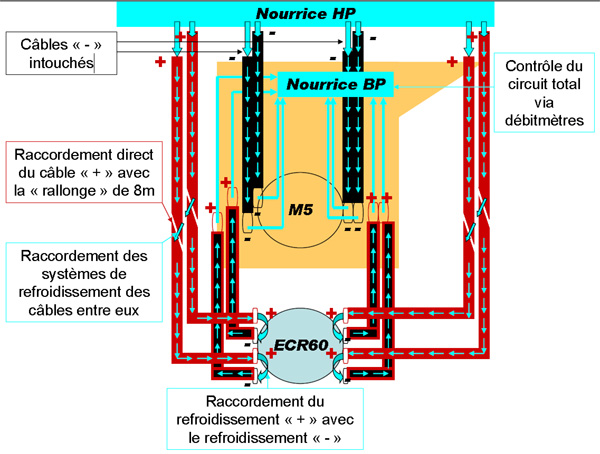 Nourrice HP
Câbles « - »
intouchés
Nourrice BP
Contrôle du
circuit total
via
débitmètres
Raccordement direct
du câble « + » avec
la « rallonge » de 8m
M5
Raccordement des
systèmes de
refroidissement des
câbles entre eux
ECR60
Raccordement du
refroidissement « + » avec
le refroidissement « - »